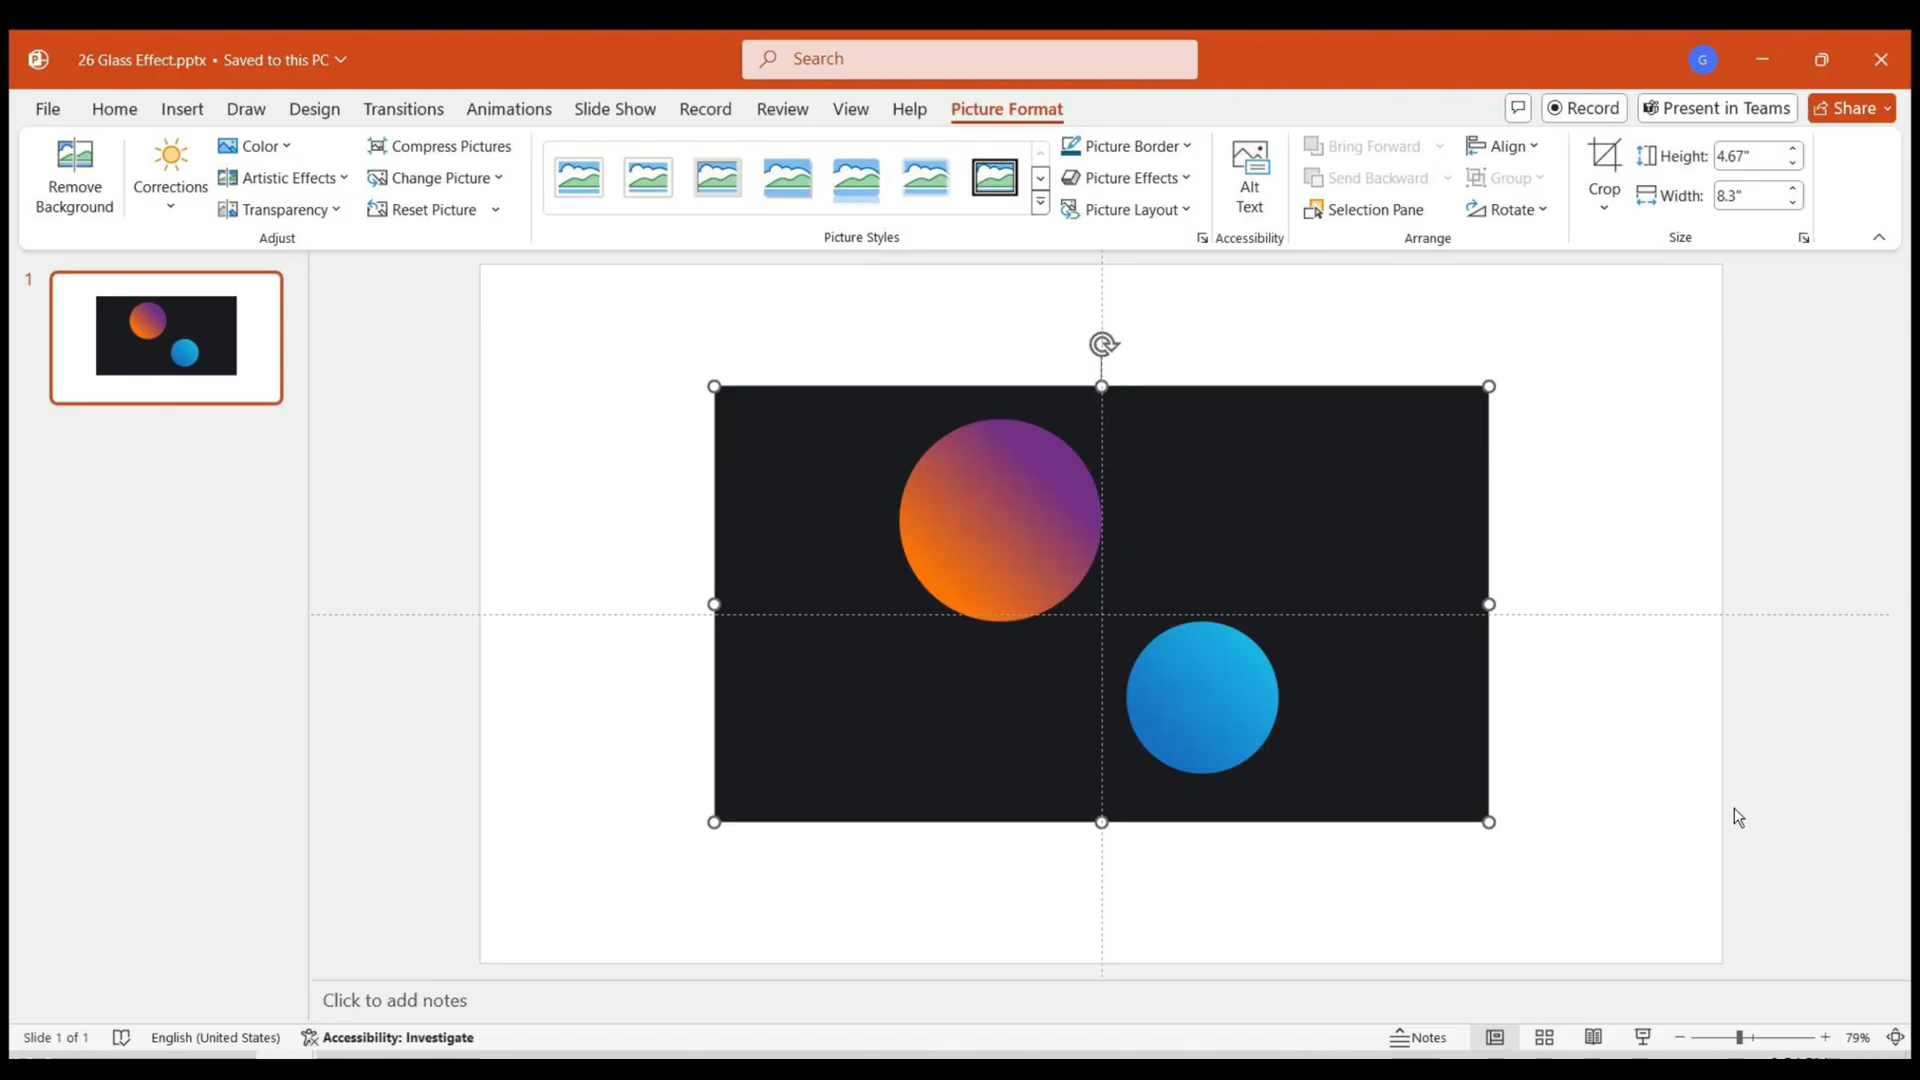 26 Glass Effect.pptx • Saved to this PC
Search
G
File Home Insert Draw Design Transitions Animations Slide Show Record Review View Help Picture Format
Record Present in Teams Share
Remove Background
Corrections
Color
Artistic Effects
Transparency
Compress Pictures
Change Picture
Reset Picture
Adjust
Picture Styles
Picture Border
Picture Effects
Picture Layout
Alt Text
Accessibility
Bring Forward
Send Backward
Selection Pane
Align
Group
Rotate
Arrange
Crop
Height: 4.67"
Width: 8.3"
Size
1
Click to add notes
Slide 1 of 1 English (United States) Accessibility: Investigate Notes 79%